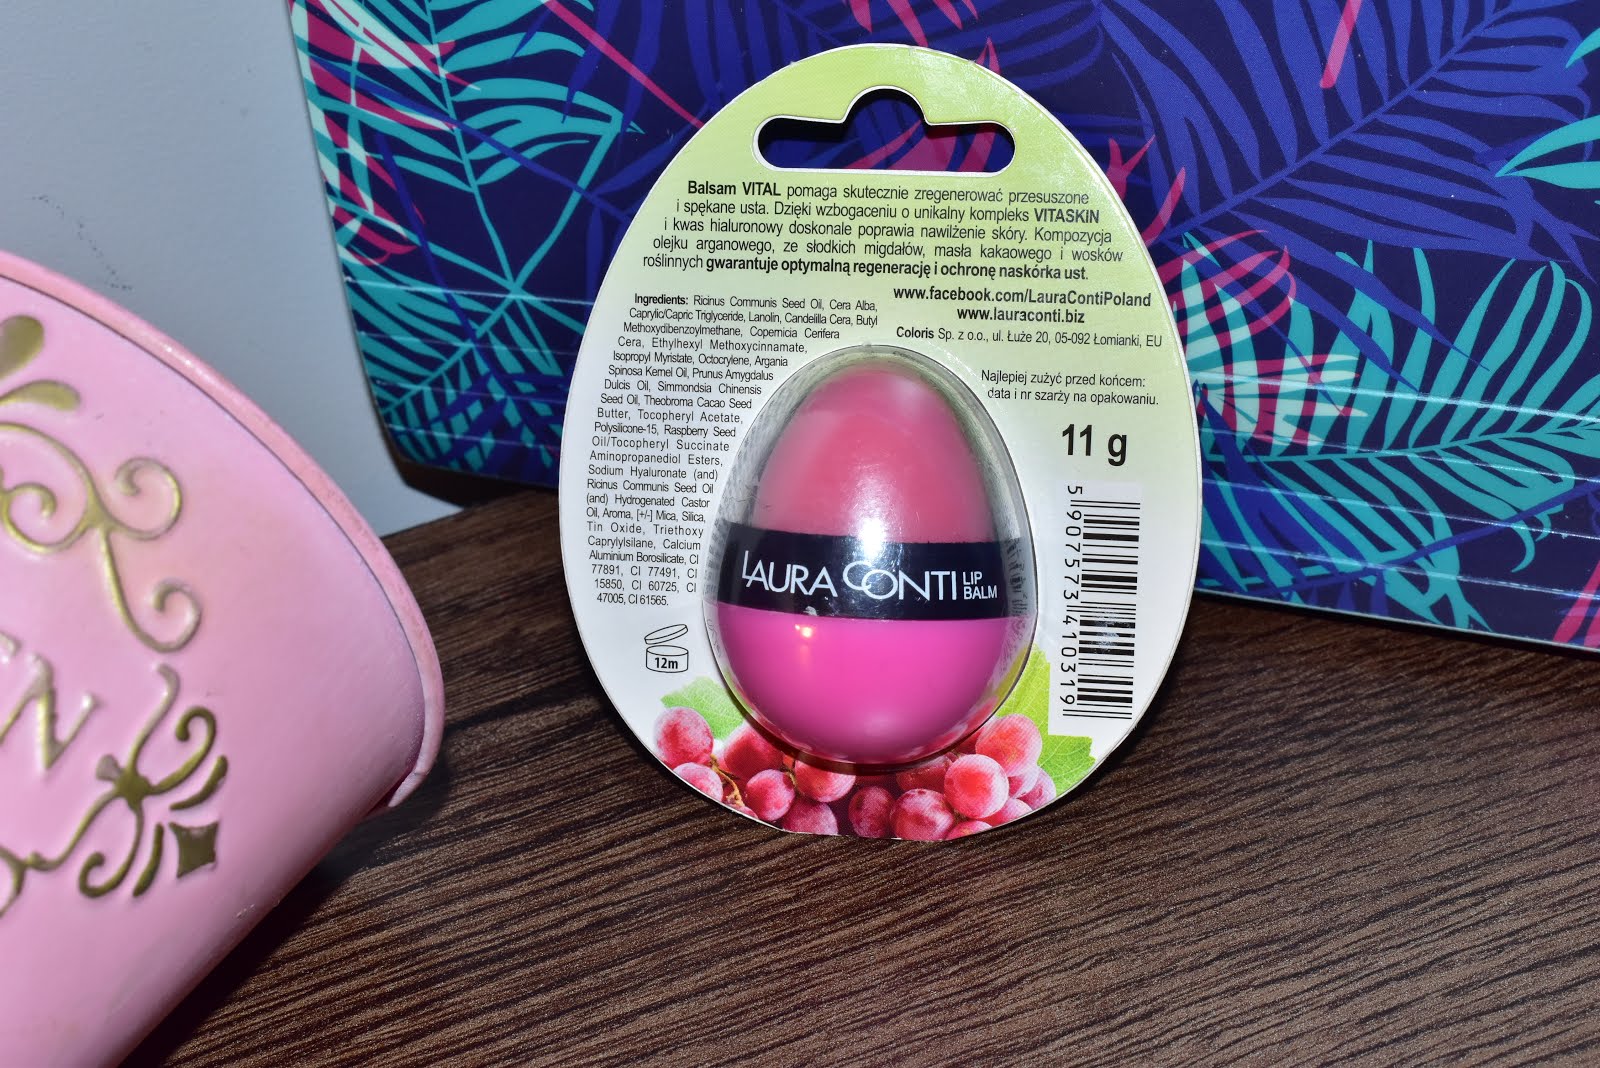 Balsam VITAL pomaga skutecznie zregenerować przesuszone
i spękane usta. Dzięki wzbogaceniu o unikalny kompleks VITASKIN
i kwas hialuronowy doskonale poprawia nawilżenie skóry. Kompozycja
olejku arganowego, ze słodkich migdałów, masła kakaowego i wosków
roślinnych gwarantuje optymalną regenerację i ochronę naskórka ust.
www.facebook.com/LauraContiPoland
www.lauraconti.biz
Coloris Sp. z o.o., ul. Łuże 20, 05-092 Łomianki, EU
Ingredients: Ricinus Communis Seed Oil, Cera Alba,
Caprylic/Capric Triglyceride, Lanolin, Candelilla Cera, Butyl
Methoxydibenzoylmethane, Copernicia Cerifera
Cera, Ethylhexyl Methoxycinnamate,
Isopropyl Myristate, Octocrylene, Argania
Spinosa Kernel Oil, Prunus Amygdalus
Dulcis Oil, Simmondsia Chinensis
Seed Oil, Theobroma Cacao Seed
Butter, Tocopheryl Acetate,
Polysilicone-15, Raspberry Seed
Oil/Tocopheryl Succinate
Aminopropanediol Esters,
Sodium Hyaluronate (and)
Ricinus Communis Seed Oil
(and) Hydrogenated Castor
Oil, Aroma, [+/-] Mica, Silica,
Tin Oxide, Triethoxy
Caprylylsilane, Calcium
Aluminium Borosilicate, CI
77891, CI 77491, CI
15850, CI 60725, CI
47005, CI 61565.
12m
Najlepiej zużyć przed końcem:
data i nr szarży na opakowaniu.
11 g
5 907573 410319
LAURA CONTI LIP
BALM
EN